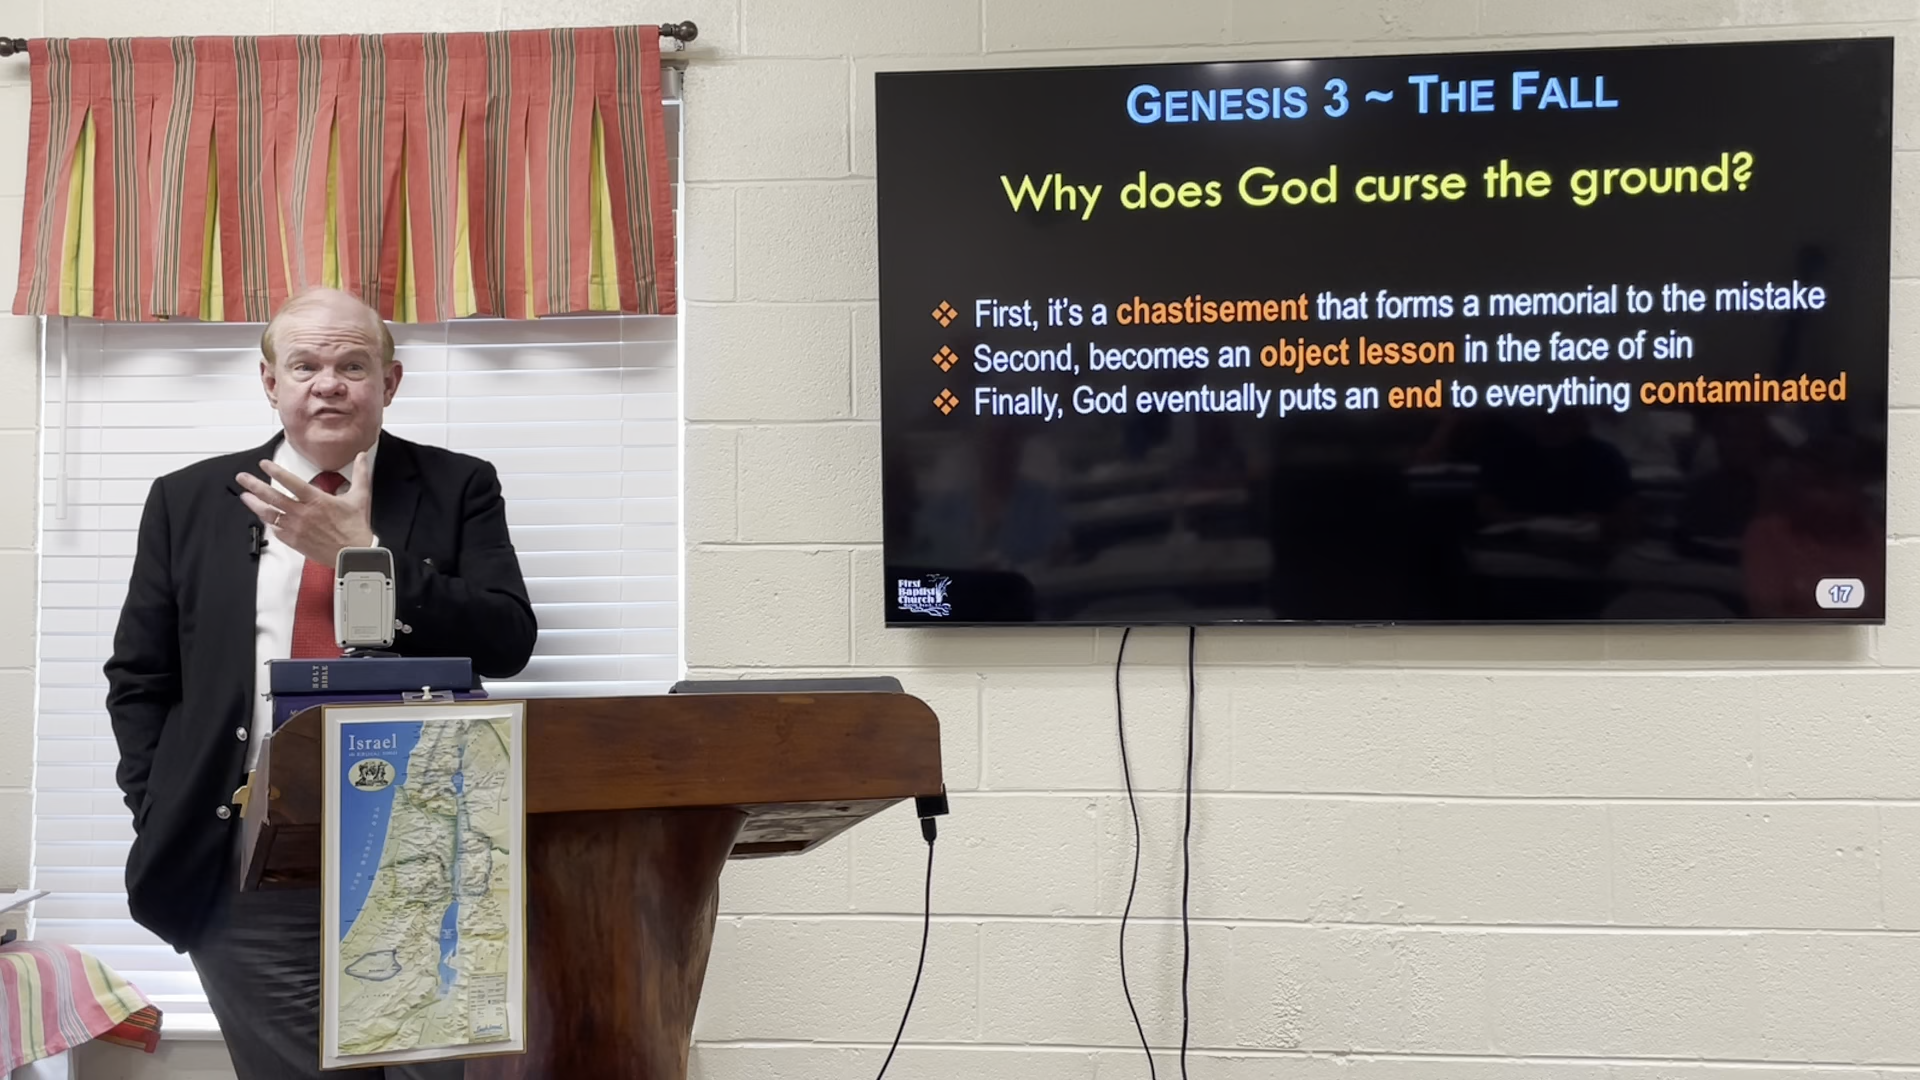 GENESIS 3 ~ THE FALL
Why does God curse the ground?
❖ First, it's a chastisement that forms a memorial to the mistake
❖ Second, becomes an object lesson in the face of sin
❖ Finally, God eventually puts an end to everything contaminated
First
Baptist
Church
17
HOLY
BIBLE
Israel